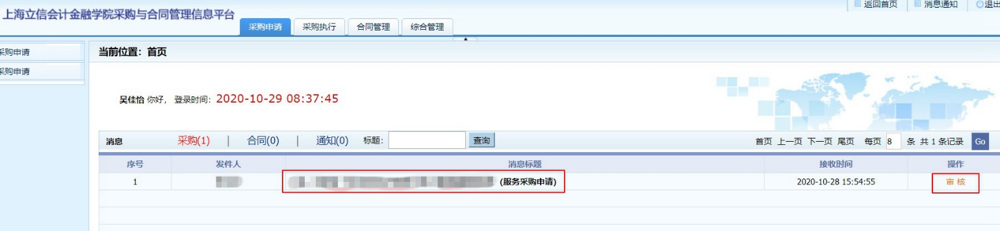 返回首页 消息通知 退出
上海立信会计金融学院采购与合同管理信息平台
采购申请 采购执行 合同管理 综合管理
采购申请
采购申请
当前位置：首页
吴佳怡 你好， 登录时间: 2020-10-29 08:37:45
消息 采购(1) | 合同(0) | 通知(0) 标题: 查询 首页 上一页 下一页 尾页 每页 8 条 共 1 条记录 Go
序号 发件人 消息标题 接收时间 操作
1 (服务采购申请) 2020-10-28 15:54:55 审 核